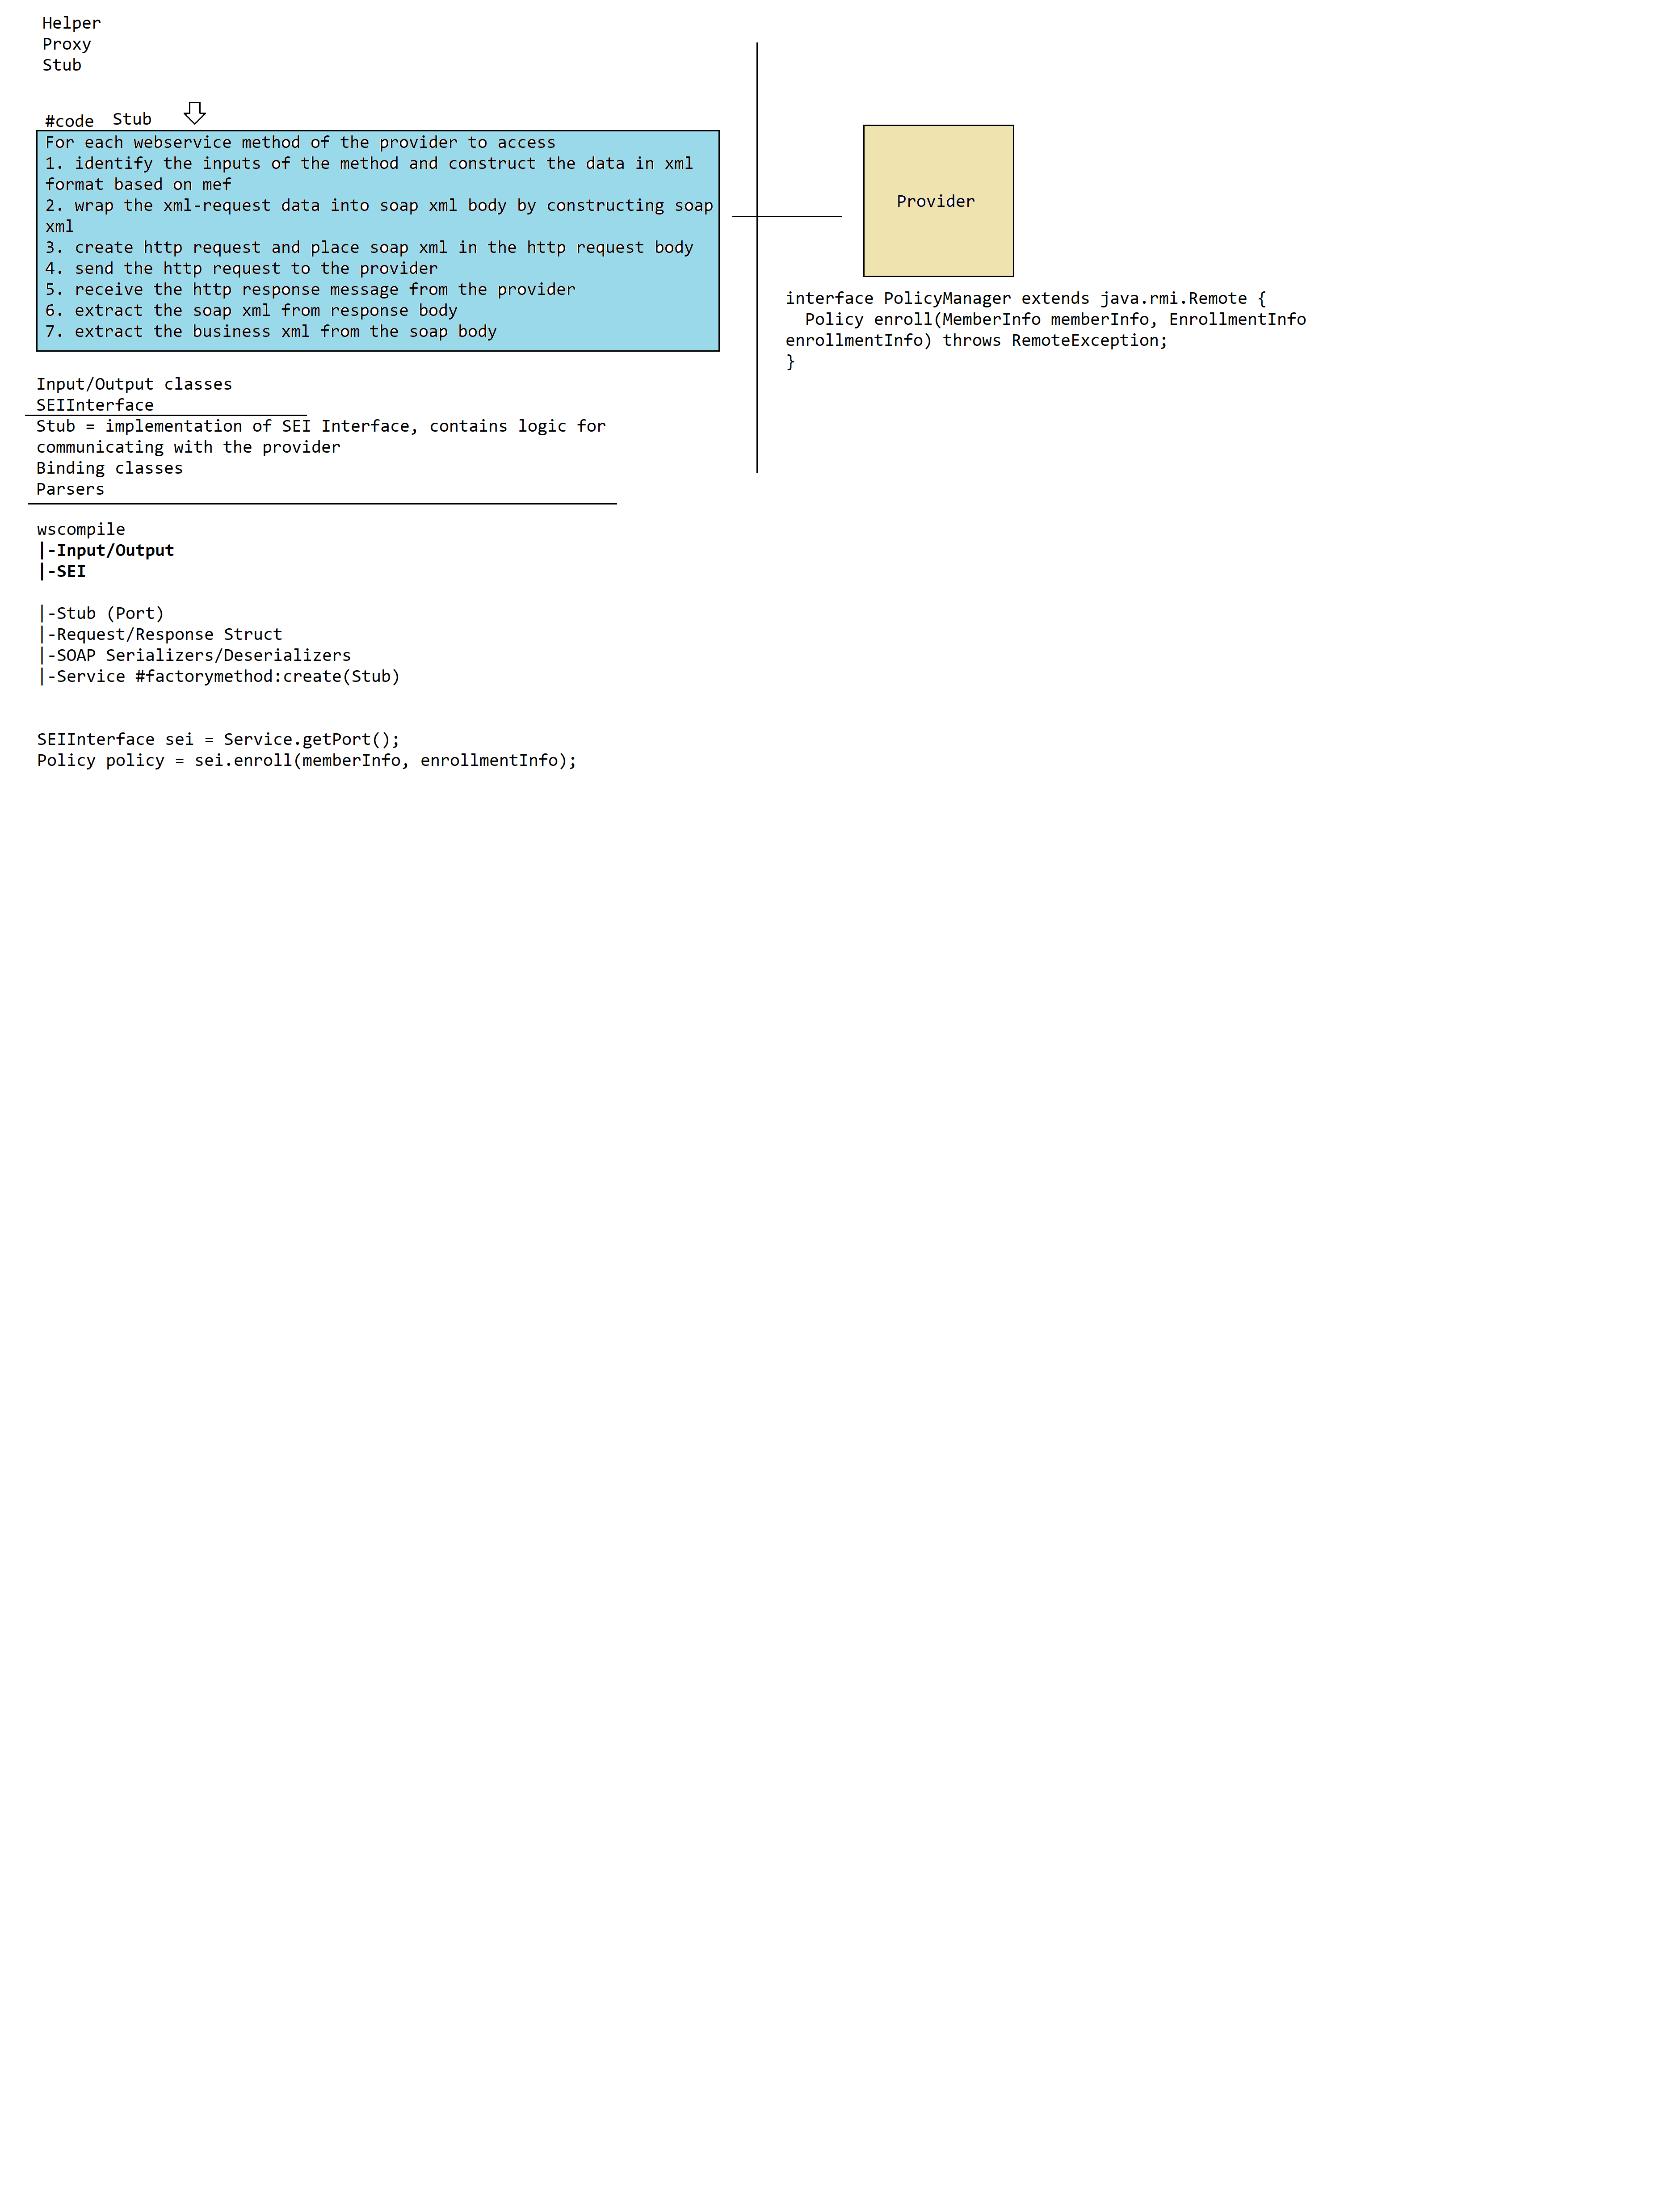 Helper
Proxy
Stub
#code Stub
For each webservice method of the provider to access
1. identify the inputs of the method and construct the data in xml
format based on mef
2. wrap the xml-request data into soap xml body by constructing soap
xml
3. create http request and place soap xml in the http request body
4. send the http request to the provider
5. receive the http response message from the provider
6. extract the soap xml from response body
7. extract the business xml from the soap body
Provider
interface PolicyManager extends java.rmi.Remote {
  Policy enroll(MemberInfo memberInfo, EnrollmentInfo
enrollmentInfo) throws RemoteException;
}
Input/Output classes
SEIInterface
Stub = implementation of SEI Interface, contains logic for
communicating with the provider
Binding classes
Parsers
wscompile
|-Input/Output
|-SEI
|-Stub (Port)
|-Request/Response Struct
|-SOAP Serializers/Deserializers
|-Service #factorymethod:create(Stub)
SEIInterface sei = Service.getPort();
Policy policy = sei.enroll(memberInfo, enrollmentInfo);